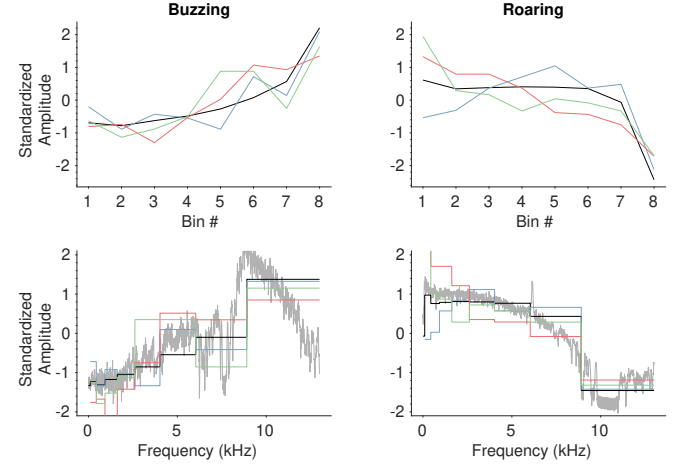 Buzzing
Roaring
Standardized
Amplitude
2
1
0
-1
-2
1 2 3 4 5 6 7 8
Bin #
2
1
0
-1
-2
1 2 3 4 5 6 7 8
Bin #
Standardized
Amplitude
2
1
0
-1
-2
0 5 10
Frequency (kHz)
2
1
0
-1
-2
0 5 10
Frequency (kHz)